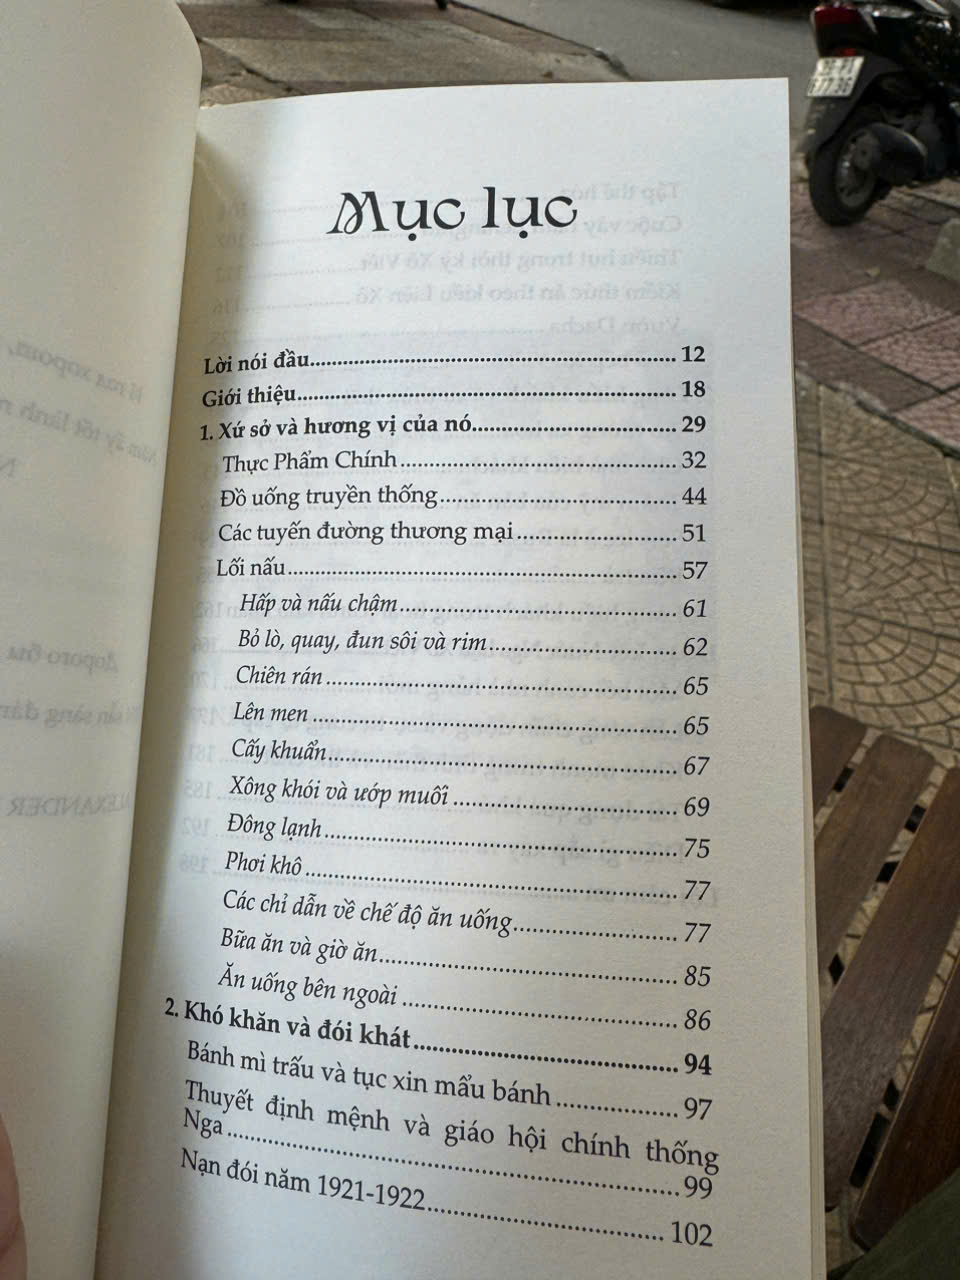 Mục lục
Lời nói đầu................ 12
Giới thiệu................ 18
1. Xứ sở và hương vị của nó................ 29
Thực Phẩm Chính................ 32
Đồ uống truyền thống................ 44
Các tuyến đường thương mại................ 51
Lối nấu................ 57
Hấp và nấu chậm................ 61
Bỏ lò, quay, đun sôi và rim................ 62
Chiên rán................ 65
Lên men................ 65
Cấy khuẩn................ 67
Xông khói và ướp muối................ 69
Đông lạnh................ 75
Phơi khô................ 77
Các chỉ dẫn về chế độ ăn uống................ 77
Bữa ăn và giờ ăn................ 85
Ăn uống bên ngoài................ 86
2. Khó khăn và đói khát................ 94
Bánh mì trấu và tục xin mẩu bánh................ 97
Thuyết định mệnh và giáo hội chính thống
Nga................ 99
Nạn đói năm 1921-1922................ 102